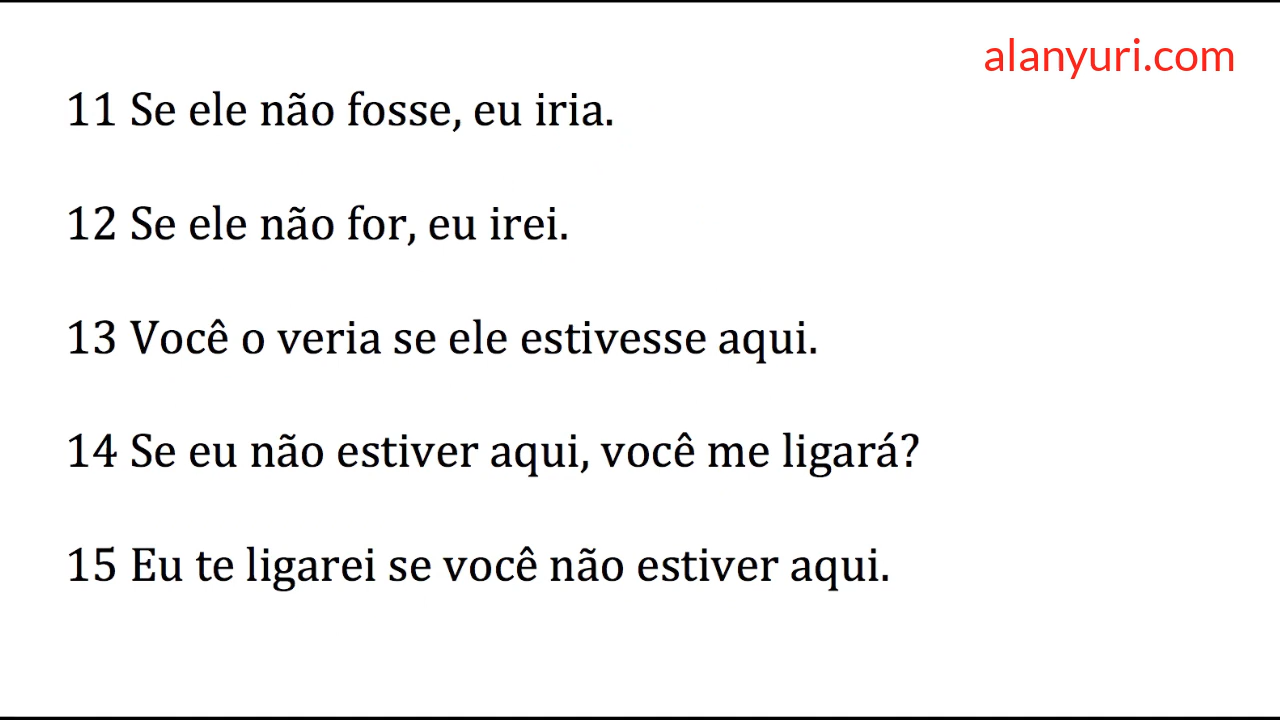 alanyuri.com
11 Se ele não fosse, eu iria.
12 Se ele não for, eu irei.
13 Você o veria se ele estivesse aqui.
14 Se eu não estiver aqui, você me ligará?
15 Eu te ligarei se você não estiver aqui.